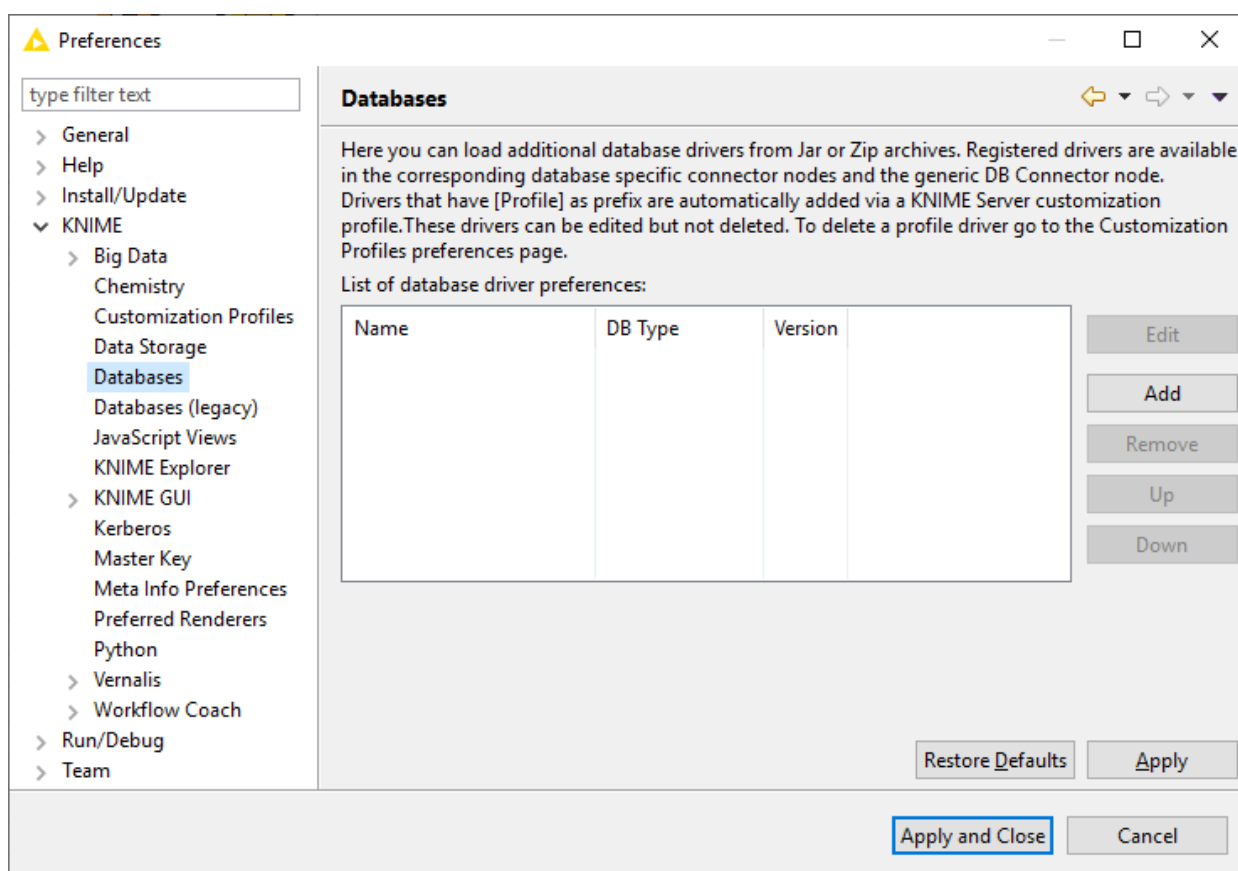 Preferences
type filter text
General
Help
Install/Update
KNIME
Big Data
Chemistry
Customization Profiles
Data Storage
Databases
Databases (legacy)
JavaScript Views
KNIME Explorer
KNIME GUI
Kerberos
Master Key
Meta Info Preferences
Preferred Renderers
Python
Vernalis
Workflow Coach
Run/Debug
Team
Databases
Here you can load additional database drivers from Jar or Zip archives. Registered drivers are available
in the corresponding database specific connector nodes and the generic DB Connector node.
Drivers that have [Profile] as prefix are automatically added via a KNIME Server customization
profile.These drivers can be edited but not deleted. To delete a profile driver go to the Customization
Profiles preferences page.
List of database driver preferences:
Name DB Type Version
Edit
Add
Remove
Up
Down
Restore Defaults Apply
Apply and Close Cancel